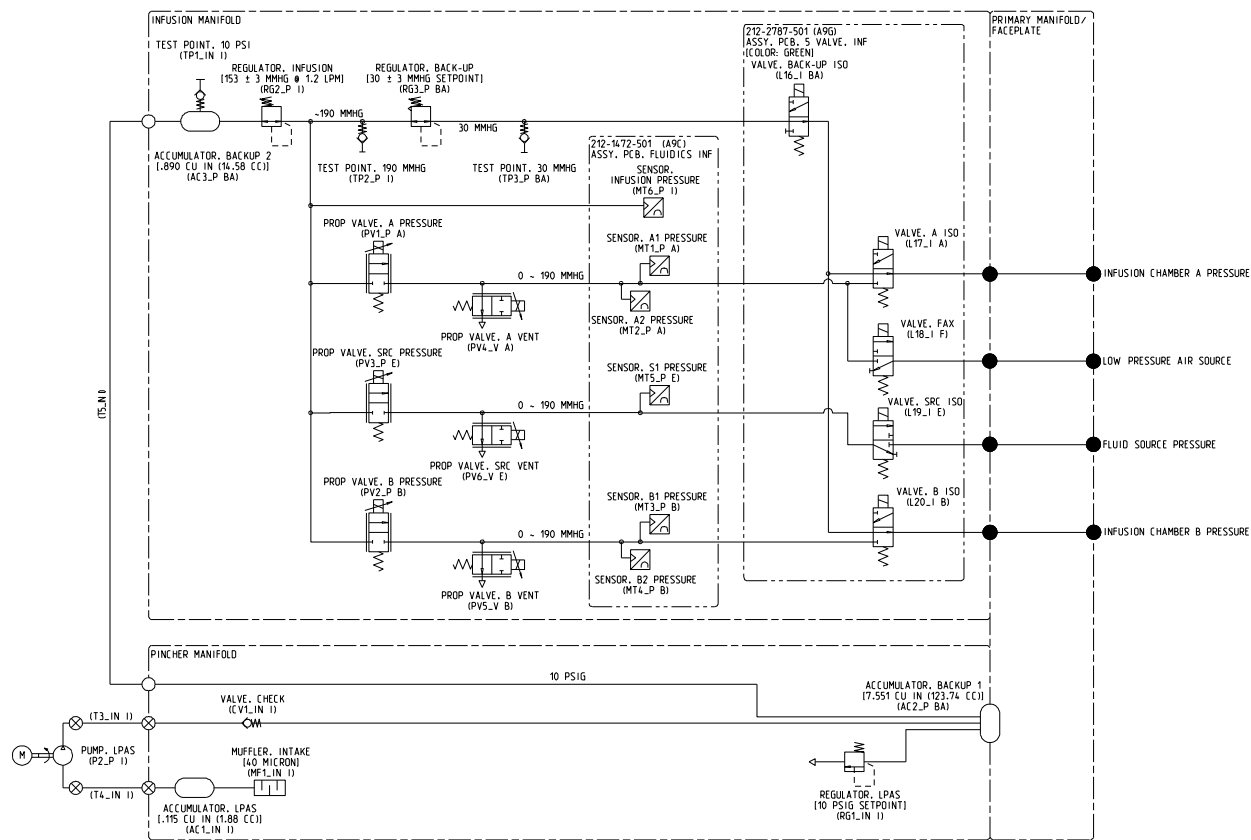 INFUSION MANIFOLD
PRIMARY MANIFOLD/
FACEPLATE
TEST POINT, 10 PSI
(TP1_IN I)
REGULATOR, INFUSION
[153 ± 3 MMHG @ 1.2 LPM]
(RG2_P I)
REGULATOR, BACK-UP
[30 ± 3 MMHG SETPOINT]
(RG3_P BA)
212-2787-501 (A9G)
ASSY, PCB, 5 VALVE, INF
[COLOR: GREEN]
VALVE, BACK-UP ISO
(L16_I BA)
~190 MMHG
30 MMHG
ACCUMULATOR, BACKUP 2
[.890 CU IN (14.58 CC)]
(AC3_P BA)
TEST POINT, 190 MMHG
(TP2_P I)
TEST POINT, 30 MMHG
(TP3_P BA)
212-1472-501 (A9C)
ASSY, PCB, FLUIDICS INF
SENSOR,
INFUSION PRESSURE
(MT6_P I)
PROP VALVE, A PRESSURE
(PV1_P A)
SENSOR, A1 PRESSURE
(MT1_P A)
VALVE, A ISO
(L17_I A)
0 ~ 190 MMHG
INFUSION CHAMBER A PRESSURE
SENSOR, A2 PRESSURE
(MT2_P A)
PROP VALVE, A VENT
(PV4_V A)
VALVE, FAX
(L18_I F)
PROP VALVE, SRC PRESSURE
(PV3_P E)
LOW PRESSURE AIR SOURCE
SENSOR, S1 PRESSURE
(MT5_P E)
0 ~ 190 MMHG
VALVE, SRC ISO
(L19_I E)
FLUID SOURCE PRESSURE
PROP VALVE, SRC VENT
(PV6_V E)
PROP VALVE, B PRESSURE
(PV2_P B)
SENSOR, B1 PRESSURE
(MT3_P B)
VALVE, B ISO
(L20_I B)
0 ~ 190 MMHG
INFUSION CHAMBER B PRESSURE
SENSOR, B2 PRESSURE
(MT4_P B)
PROP VALVE, B VENT
(PV5_V B)
(T5_IN I)
PINCHER MANIFOLD
10 PSIG
ACCUMULATOR, BACKUP 1
[7.551 CU IN (123.74 CC)]
(AC2_P BA)
VALVE, CHECK
(CV1_IN I)
(T3_IN I)
M
PUMP, LPAS
(P2_P I)
MUFFLER, INTAKE
[40 MICRON]
(MF1_IN I)
(T4_IN I)
ACCUMULATOR, LPAS
[.115 CU IN (1.88 CC)]
(AC1_IN I)
REGULATOR, LPAS
[10 PSIG SETPOINT]
(RG1_IN I)